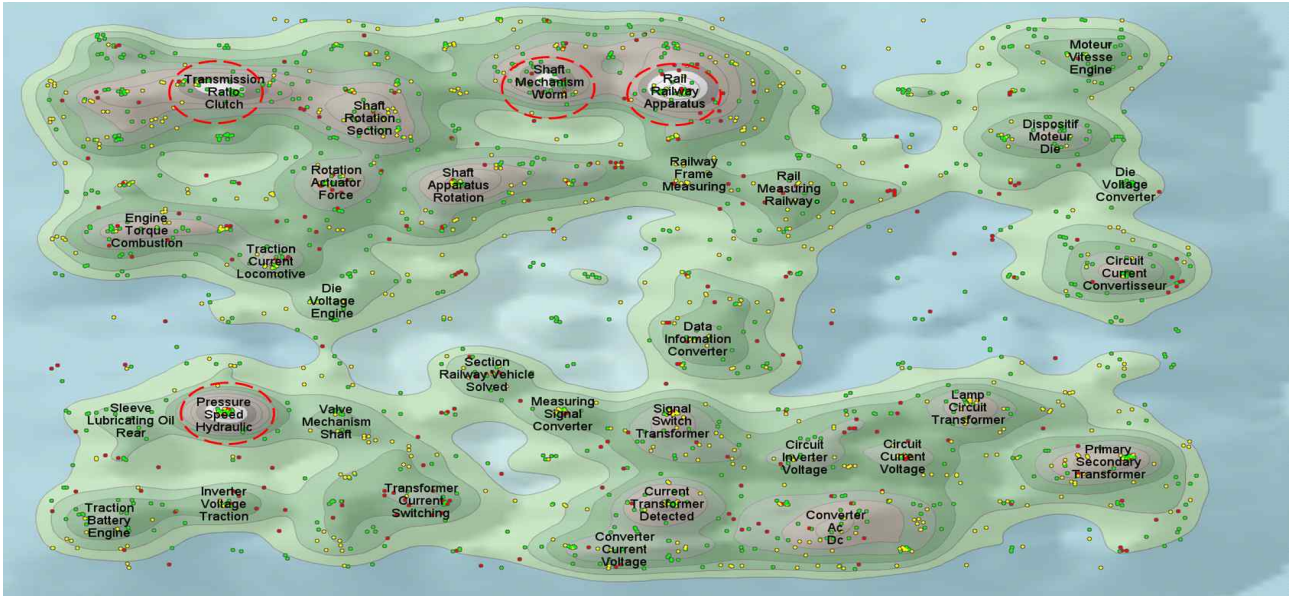 Transmission
Ratio
Clutch
Shaft
Rotation
Section
Shaft
Mechanism
Worm
Rail
Railway
Apparatus
Moteur
Vitesse
Engine
Dispositif
Moteur
Die
Rotation
Actuator
Force
Shaft
Apparatus
Rotation
Railway
Frame
Measuring
Rail
Measuring
Railway
Die
Voltage
Converter
Engine
Torque
Combustion
Traction
Current
Locomotive
Die
Voltage
Engine
Circuit
Current
Convertisseur
Data
Information
Converter
Section
Railway Vehicle
Solved
Sleeve
Lubricating Oil
Rear
Pressure
Speed
Hydraulic
Valve
Mechanism
Shaft
Measuring
Signal
Converter
Signal
Switch
Transformer
Lamp
Circuit
Transformer
Circuit
Inverter
Voltage
Circuit
Current
Voltage
Primary
Secondary
Transformer
Traction
Battery
Engine
Inverter
Voltage
Traction
Transformer
Current
Switching
Current
Transformer
Detected
Converter
Current
Voltage
Converter
Ac
Dc